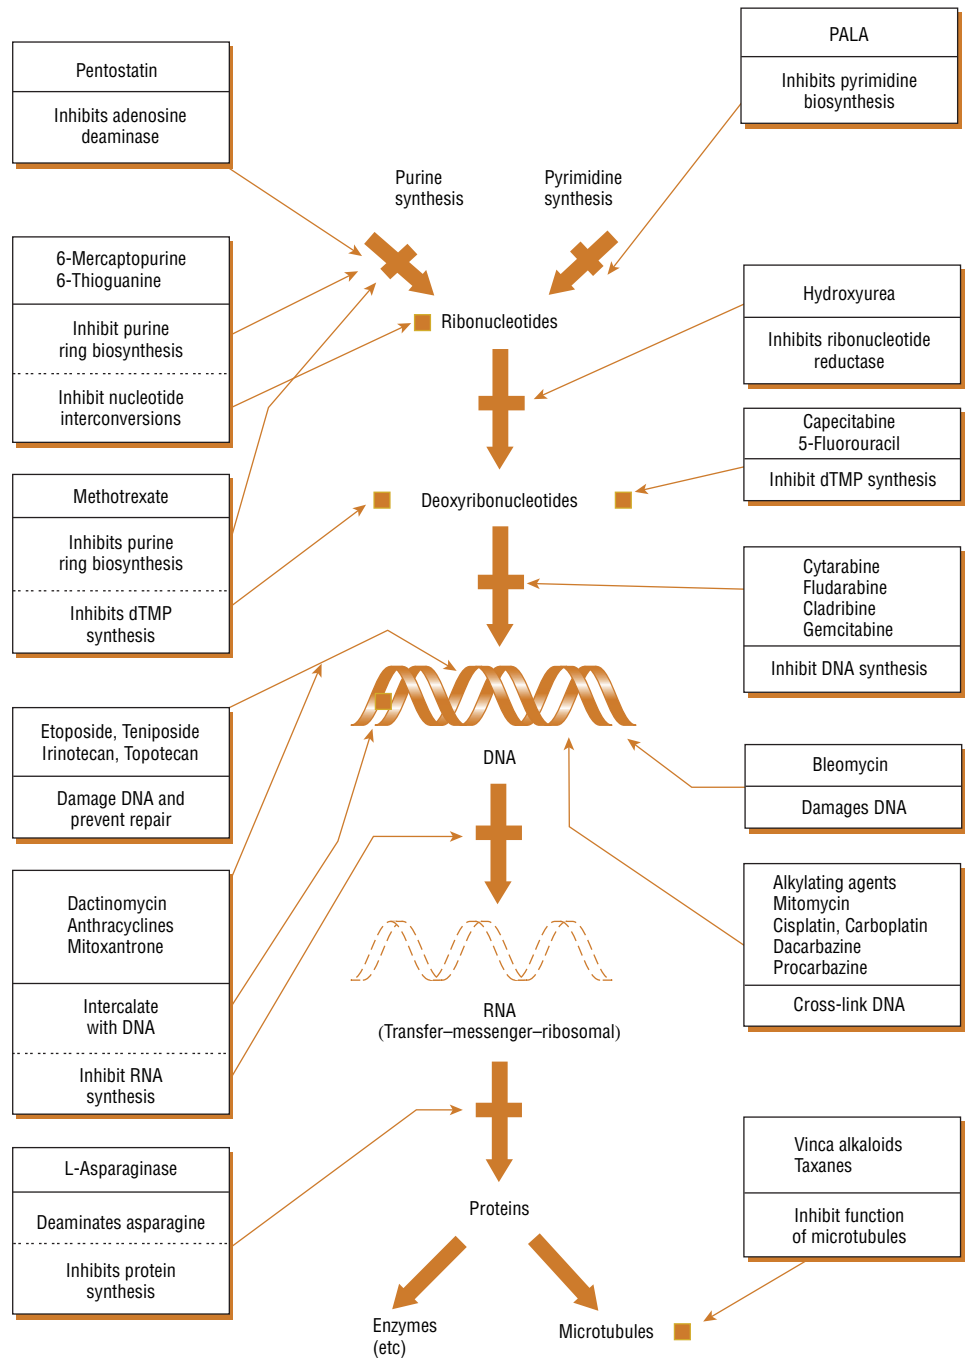 PALA
Inhibits pyrimidine
biosynthesis
Pentostatin
Inhibits adenosine
deaminase
Purine
synthesis
Pyrimidine
synthesis
6-Mercaptopurine
6-Thioguanine
Inhibit purine
ring biosynthesis
Inhibit nucleotide
interconversions
Ribonucleotides
Hydroxyurea
Inhibits ribonucleotide
reductase
Capecitabine
5-Fluorouracil
Inhibit dTMP synthesis
Methotrexate
Inhibits purine
ring biosynthesis
Inhibits dTMP
synthesis
Deoxyribonucleotides
Cytarabine
Fludarabine
Cladribine
Gemcitabine
Inhibit DNA synthesis
Etoposide, Teniposide
Irinotecan, Topotecan
Damage DNA and
prevent repair
DNA
Bleomycin
Damages DNA
Dactinomycin
Anthracyclines
Mitoxantrone
Intercalate
with DNA
Inhibit RNA
synthesis
Alkylating agents
Mitomycin
Cisplatin, Carboplatin
Dacarbazine
Procarbazine
Cross-link DNA
RNA
(Transfer–messenger–ribosomal)
L-Asparaginase
Deaminates asparagine
Inhibits protein
synthesis
Proteins
Vinca alkaloids
Taxanes
Inhibit function
of microtubules
Enzymes
(etc)
Microtubules